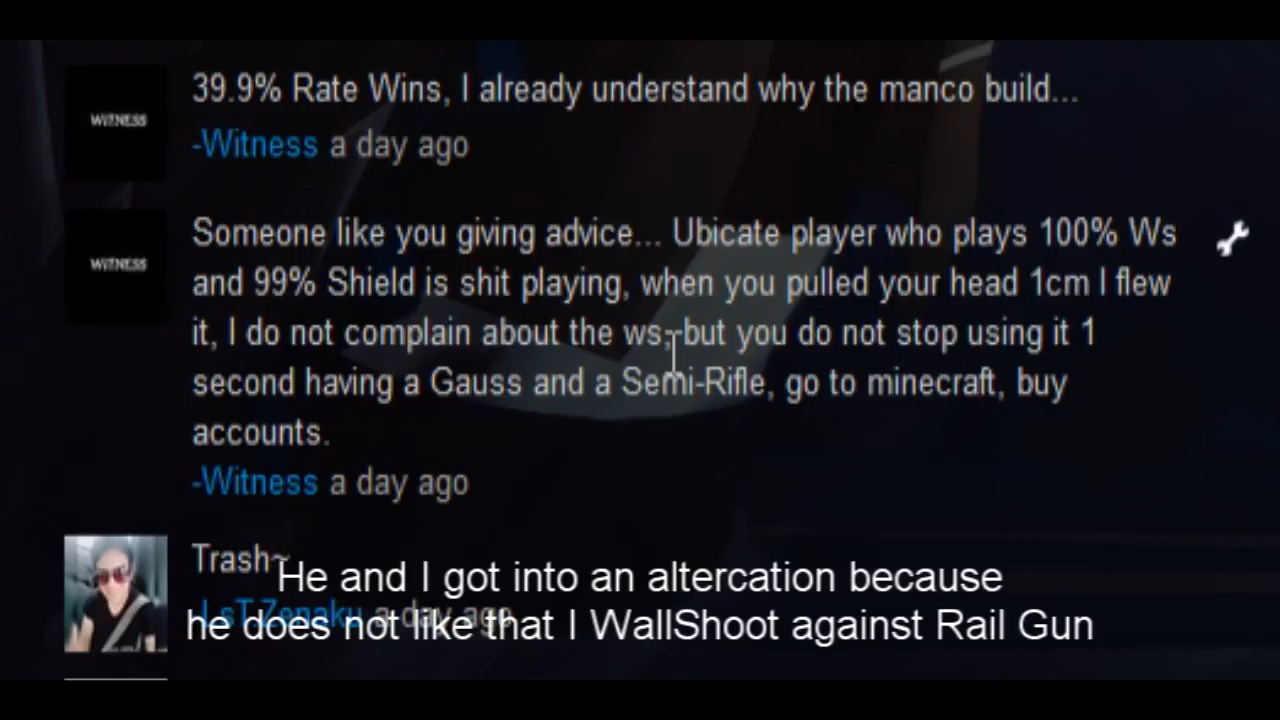 WITNESS
39.9% Rate Wins, I already understand why the manco build...
-Witness a day ago
WITNESS
Someone like you giving advice... Ubicate player who plays 100% Ws
and 99% Shield is shit playing, when you pulled your head 1cm I flew
it, I do not complain about the ws, but you do not stop using it 1
second having a Gauss and a Semi-Rifle, go to minecraft, buy
accounts.
-Witness a day ago
Trash~
-LsT.Zenaku a day ago
He and I got into an altercation because
he does not like that I WallShoot against Rail Gun